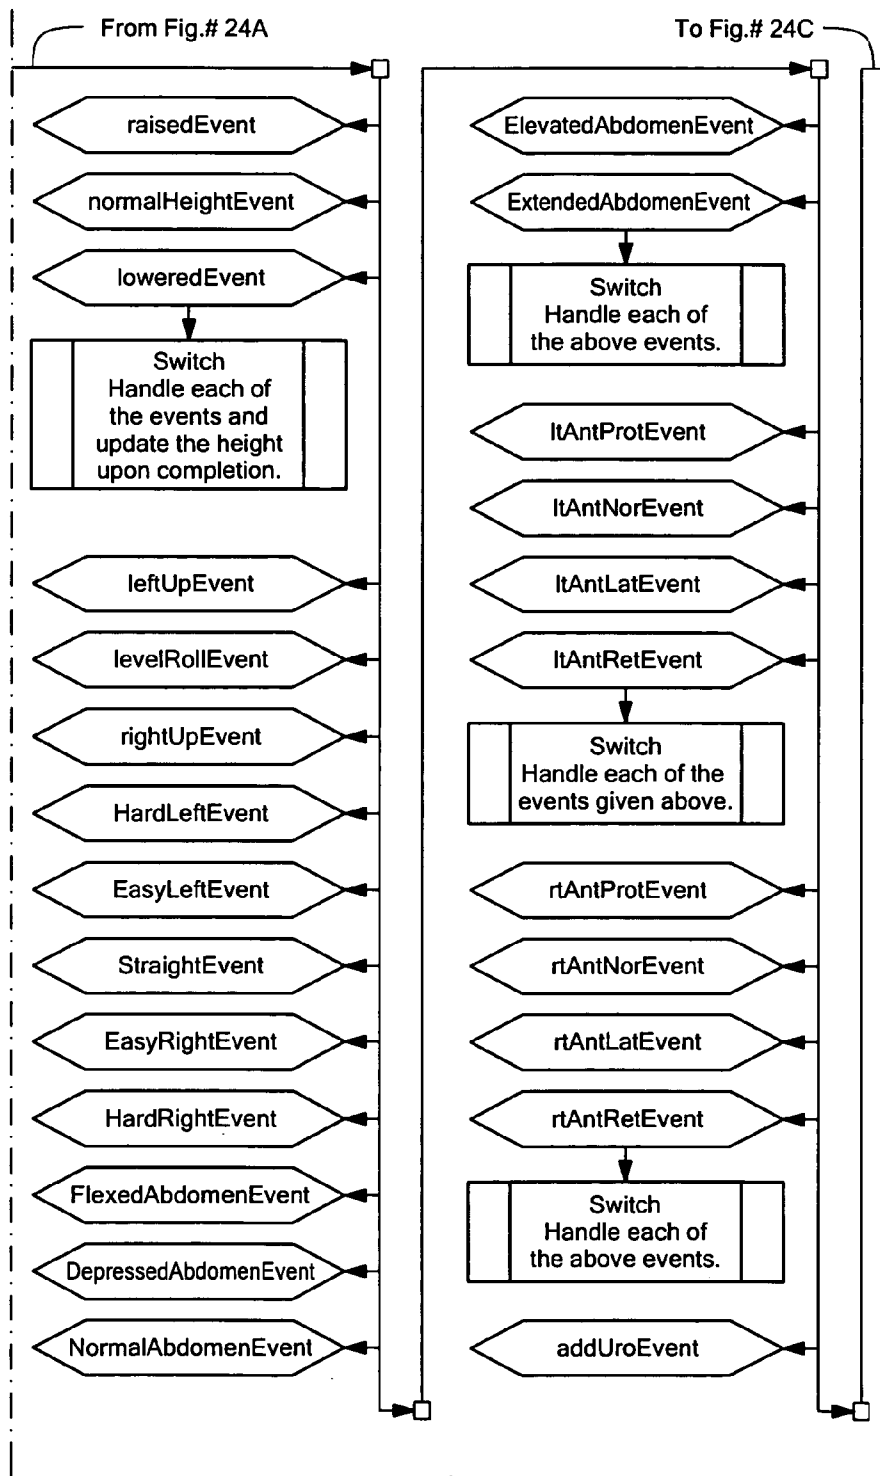 From Fig.# 24A
To Fig.# 24C
raisedEvent
normalHeightEvent
loweredEvent
Switch
Handle each of
the events and
update the height
upon completion.
leftUpEvent
levelRollEvent
rightUpEvent
HardLeftEvent
EasyLeftEvent
StraightEvent
EasyRightEvent
HardRightEvent
FlexedAbdomenEvent
DepressedAbdomenEvent
NormalAbdomenEvent
ElevatedAbdomenEvent
ExtendedAbdomenEvent
Switch
Handle each of
the above events.
ltAntProtEvent
ltAntNorEvent
ltAntLatEvent
ltAntRetEvent
Switch
Handle each of the
events given above.
rtAntProtEvent
rtAntNorEvent
rtAntLatEvent
rtAntRetEvent
Switch
Handle each of
the above events.
addUroEvent